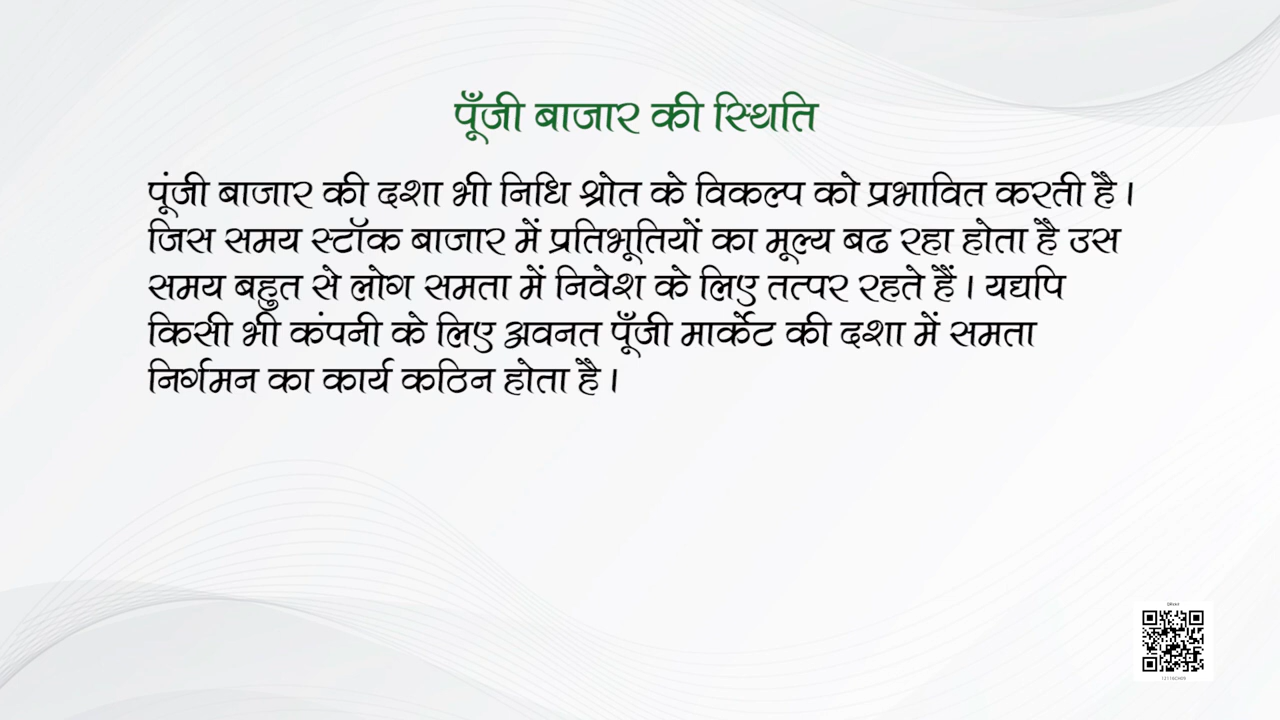 पूँजी बाजार की स्थिति
पूंजी बाजार की दशा भी निधि श्रोत के विकल्प को प्रभावित करती है ।
जिस समय स्टॉक बाजार में प्रतिभूतियों का मूल्य बढ रहा होता है उस
समय बहुत से लोग समता में निवेश के लिए तत्पर रहते हैं । यद्यपि
किसी भी कंपनी के लिए अवनत पूँजी मार्केट की दशा में समता
निर्गमन का कार्य कठिन होता है ।